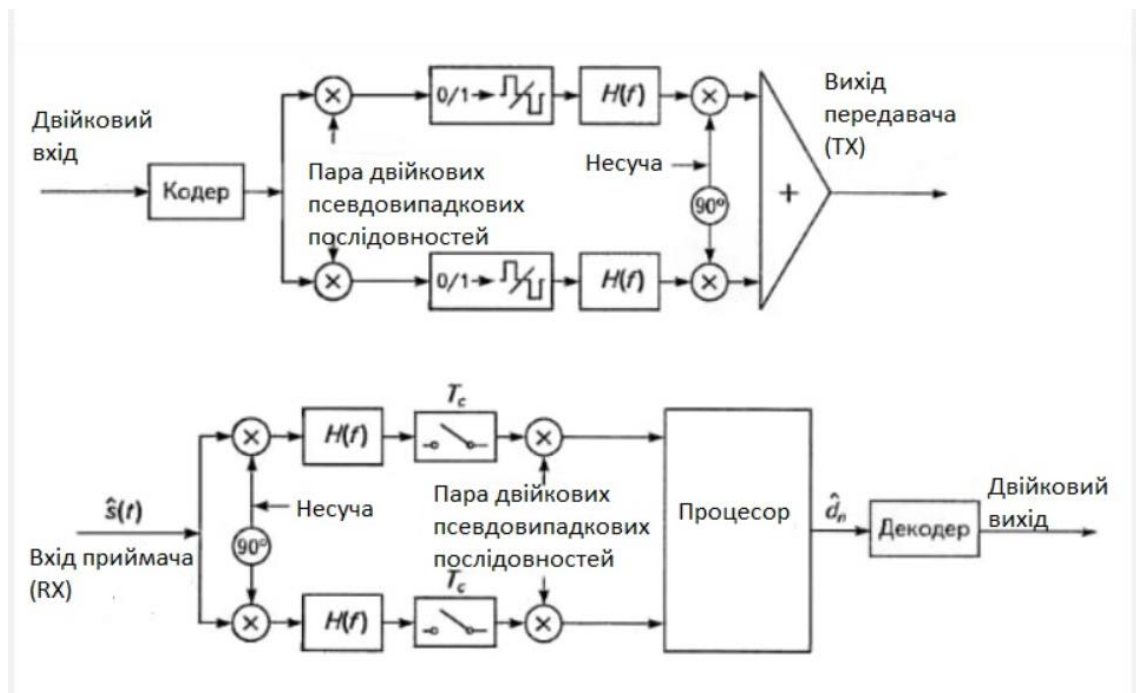 Двійковий
вхід
Кодер
×
0/1→
H(f)
×
Вихід
передавача
(TX)
Пара двійкових
псевдовипадкових
послідовностей
Несуча
90°
+
×
0/1→
H(f)
×
ŝ(t)
Вхід приймача
(RX)
×
H(f)
T_c
×
Несуча
90°
Пара двійкових
псевдовипадкових
послідовностей
×
H(f)
T_c
×
Процесор
d̂_n
Декодер
Двійковий
вихід